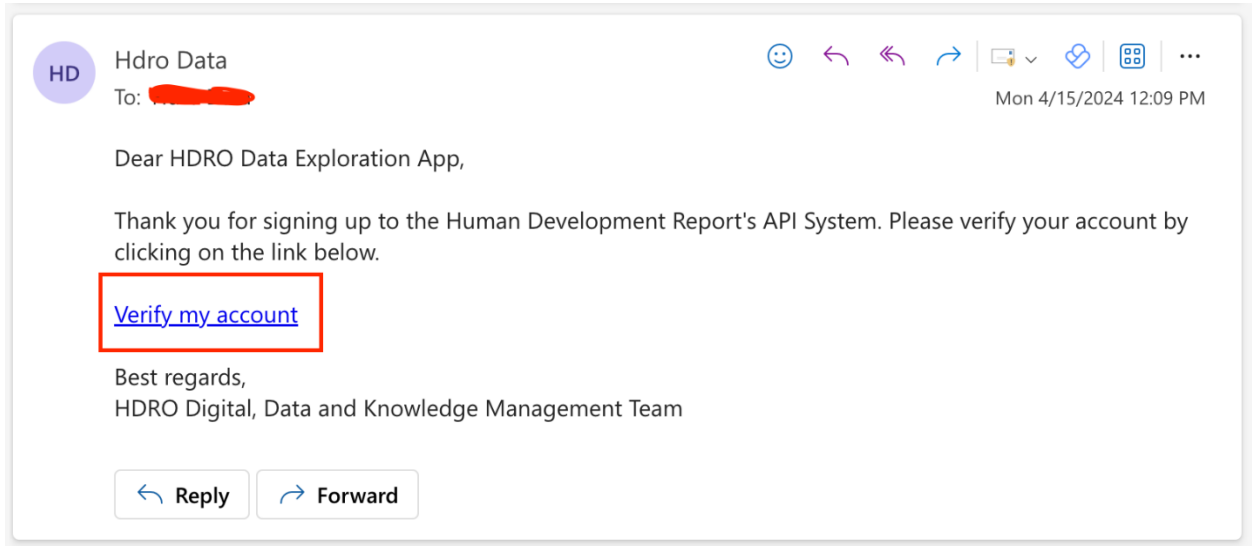 HD
Hdro Data
To:
Mon 4/15/2024 12:09 PM
Dear HDRO Data Exploration App,
Thank you for signing up to the Human Development Report's API System. Please verify your account by
clicking on the link below.
Verify my account
Best regards,
HDRO Digital, Data and Knowledge Management Team
Reply
Forward